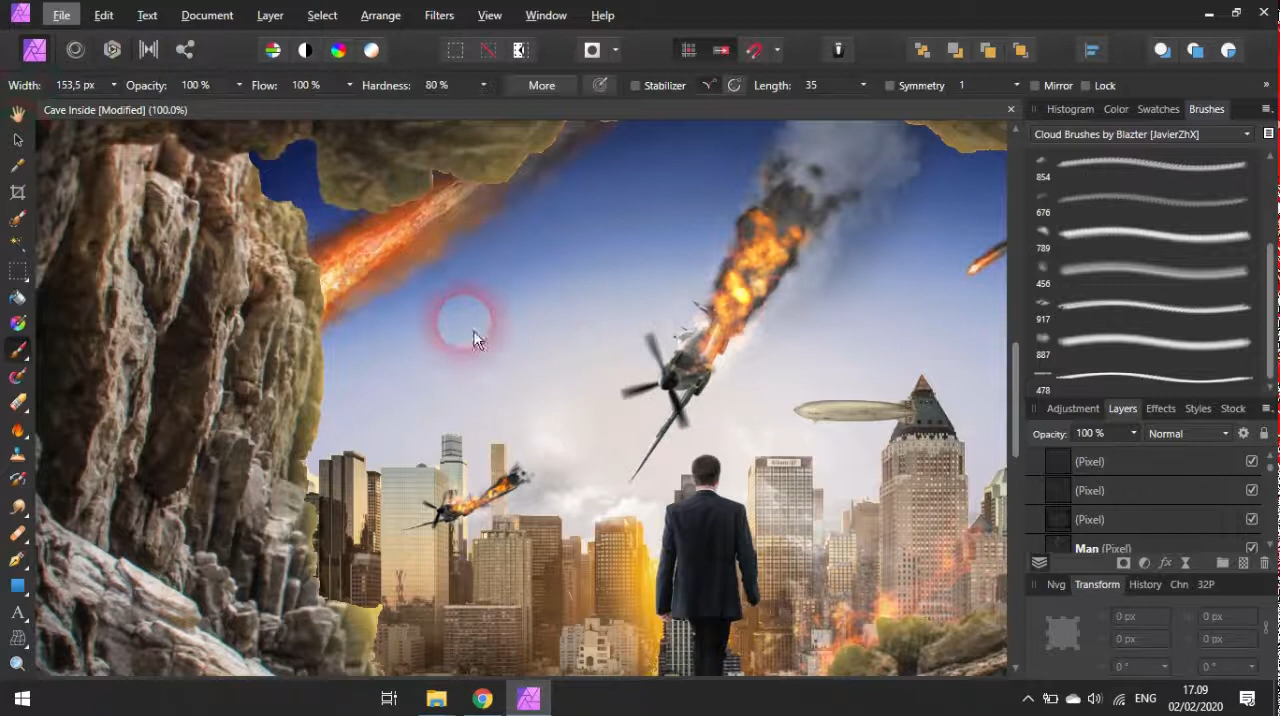 File Edit Text Document Layer Select Arrange Filters View Window Help
Width: 153,5 px Opacity: 100 % Flow: 100 % Hardness: 80 % More Stabilizer Length: 35 Symmetry 1 Mirror Lock »
Cave Inside [Modified] (100.0%)
Histogram Color Swatches Brushes
Cloud Brushes by Blazter [JavierZhX]
854
676
789
456
917
887
478
Adjustment Layers Effects Styles Stock
Opacity: 100 % Normal
(Pixel)
(Pixel)
(Pixel)
Man (Pixel)
fx
Nvg Transform History Chn 32P
0 px 0 px
0 px 0 px
0 ° 0 °
A
ENG
17.09
02/02/2020